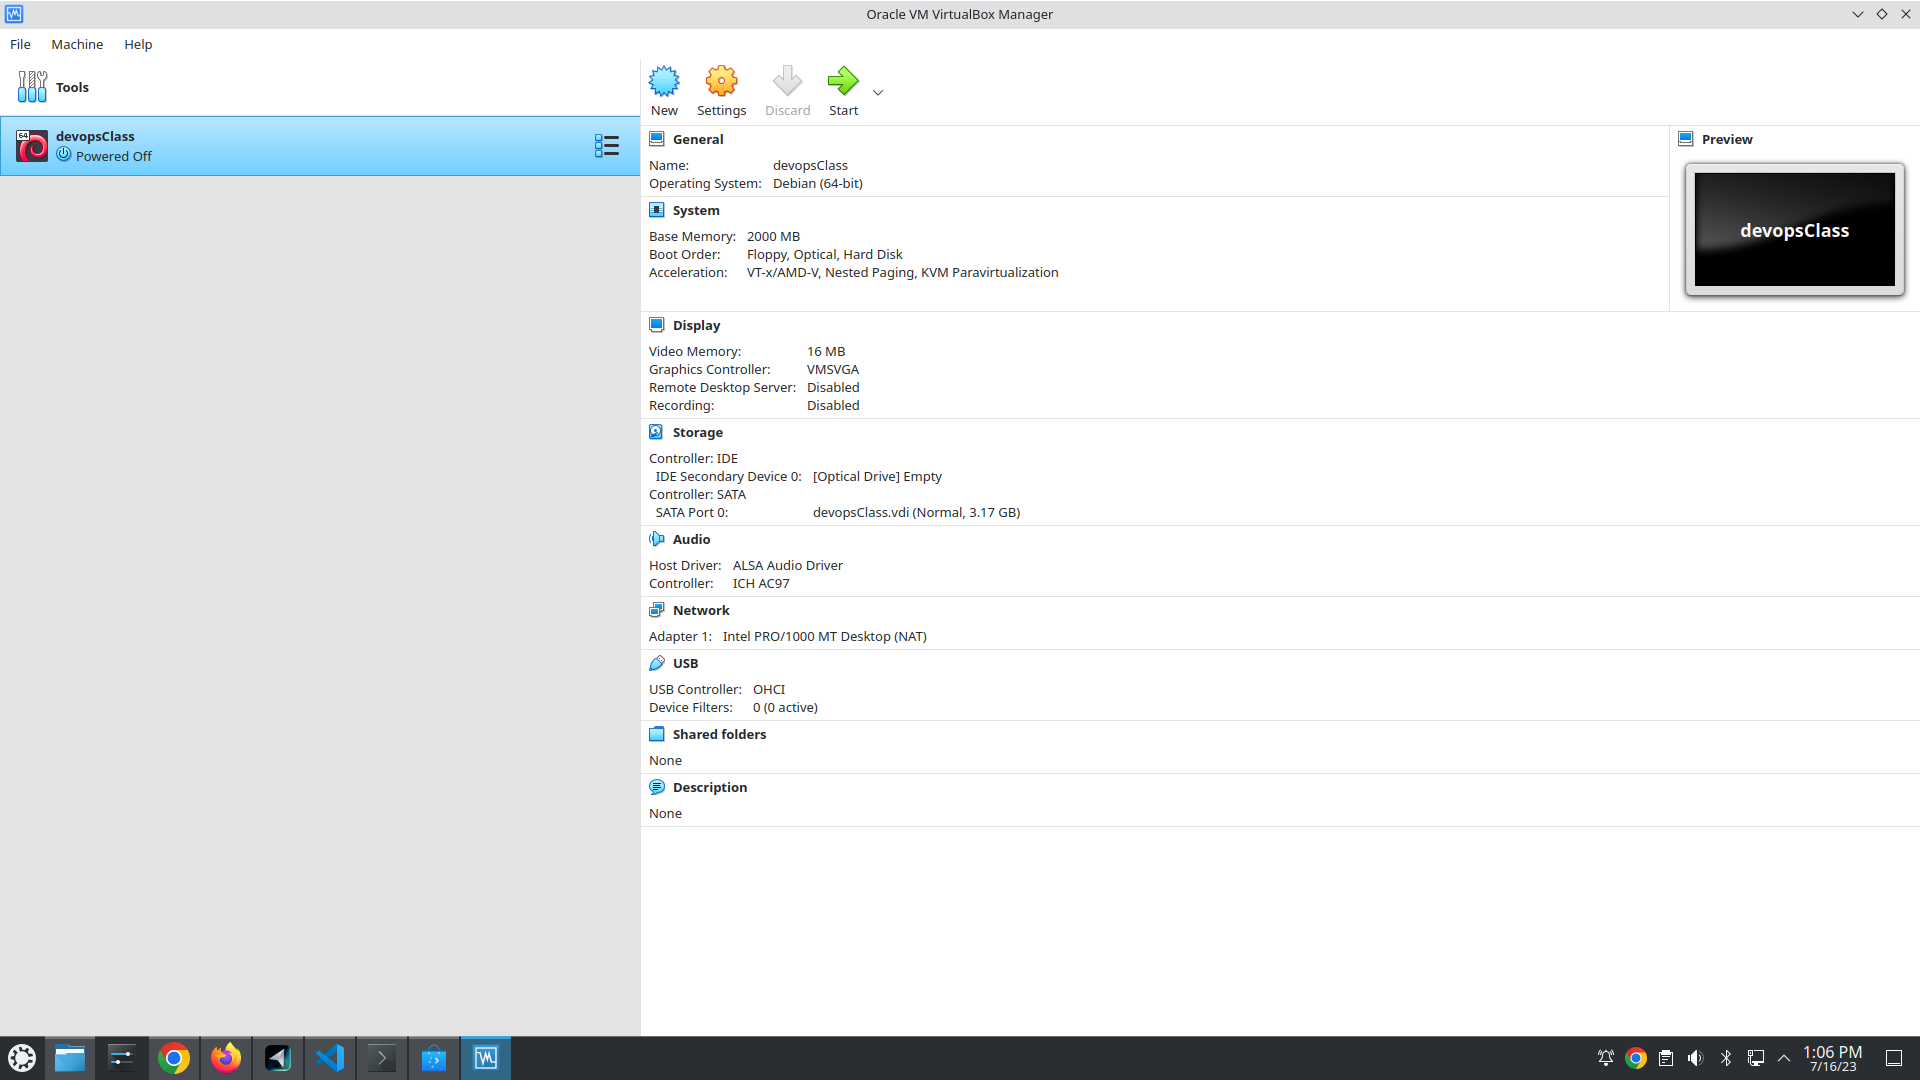 Oracle VM VirtualBox Manager
File Machine Help
Tools
New Settings Discard Start
64
devopsClass
Powered Off
General
Name: devopsClass
Operating System: Debian (64-bit)
Preview
devopsClass
System
Base Memory: 2000 MB
Boot Order: Floppy, Optical, Hard Disk
Acceleration: VT-x/AMD-V, Nested Paging, KVM Paravirtualization
Display
Video Memory: 16 MB
Graphics Controller: VMSVGA
Remote Desktop Server: Disabled
Recording: Disabled
Storage
Controller: IDE
IDE Secondary Device 0: [Optical Drive] Empty
Controller: SATA
SATA Port 0: devopsClass.vdi (Normal, 3.17 GB)
Audio
Host Driver: ALSA Audio Driver
Controller: ICH AC97
Network
Adapter 1: Intel PRO/1000 MT Desktop (NAT)
USB
USB Controller: OHCI
Device Filters: 0 (0 active)
Shared folders
None
Description
None
1:06 PM
7/16/23